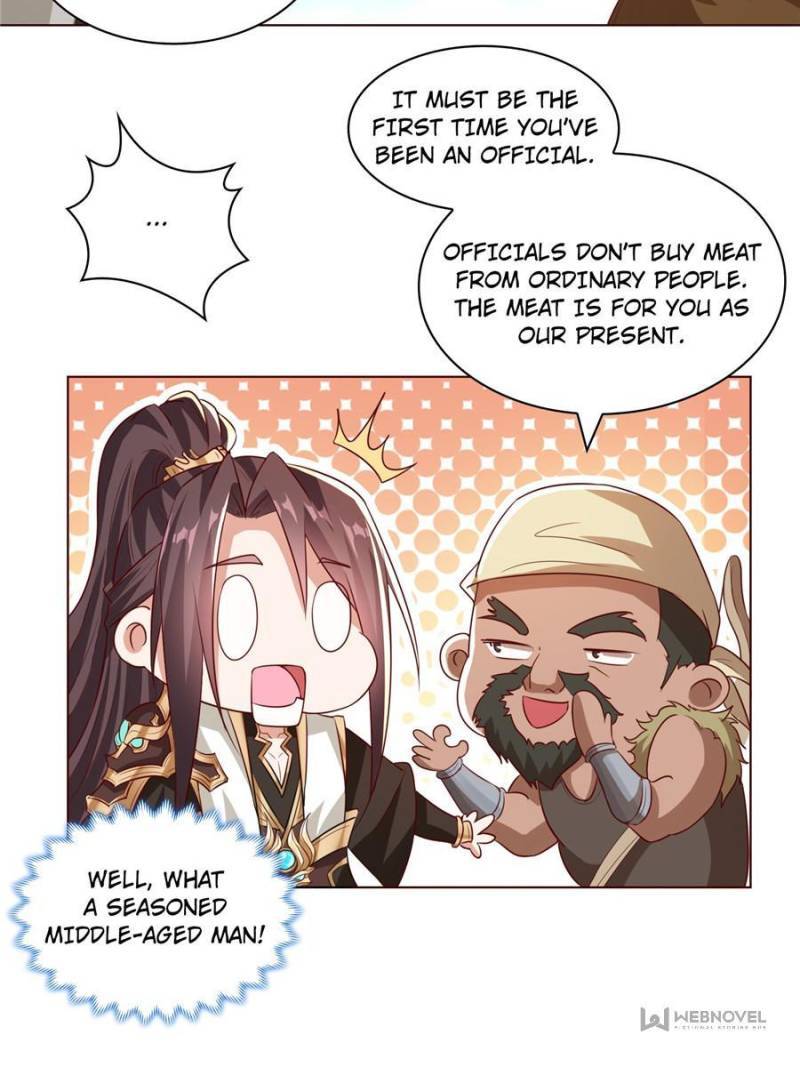 IT MUST BE THE
FIRST TIME YOU'VE
BEEN AN OFFICIAL.
...
OFFICIALS DON'T BUY MEAT
FROM ORDINARY PEOPLE.
THE MEAT IS FOR YOU AS
OUR PRESENT.
WELL, WHAT
A SEASONED
MIDDLE-AGED MAN!
WEBNOVEL